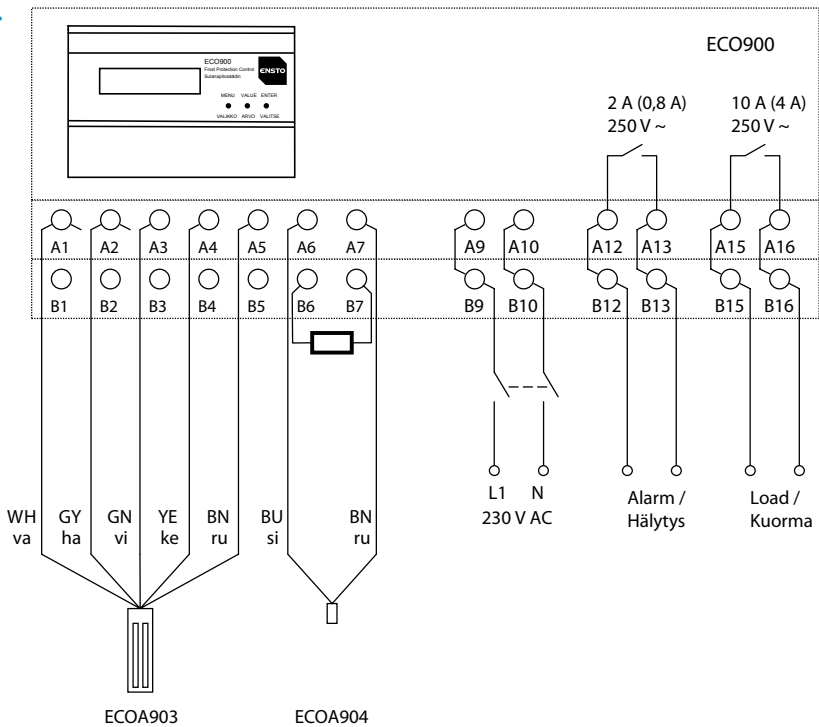 ECO900
ECO900
Frost Protection Control
Sulanapitosäädin
ENSTO
MENU VALUE ENTER
VALIKKO ARVO VALITSE
2 A (0,8 A)
250 V ~
10 A (4 A)
250 V ~
A1 A2 A3 A4 A5 A6 A7 A9 A10 A12 A13 A15 A16
B1 B2 B3 B4 B5 B6 B7 B9 B10 B12 B13 B15 B16
L1 N
230 V AC
Alarm /
Hälytys
Load /
Kuorma
WH GY GN YE BN BU BN
va ha vi ke ru si ru
ECOA903 ECOA904